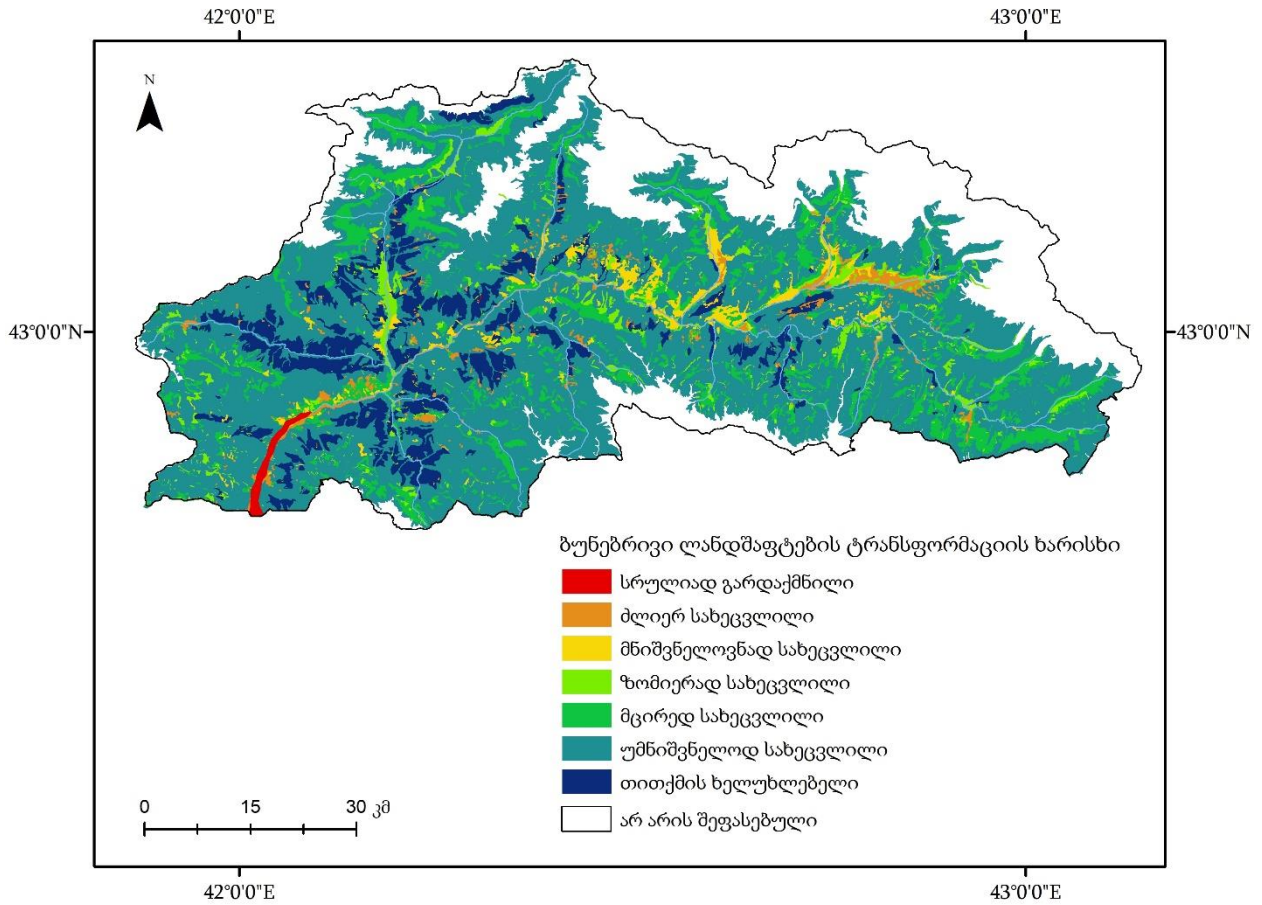 42°0'0"E 43°0'0"E
N
43°0'0"N 43°0'0"N
ბუნებრივი ლანდშაფტების ტრანსფორმაციის ხარისხი
სრულიად გარდაქმნილი
ძლიერ სახეცვლილი
მნიშვნელოვნად სახეცვლილი
ზომიერად სახეცვლილი
მცირედ სახეცვლილი
უმნიშვნელოდ სახეცვლილი
თითქმის ხელუხლებელი
არ არის შეფასებული
0 15 30 კმ
42°0'0"E 43°0'0"E